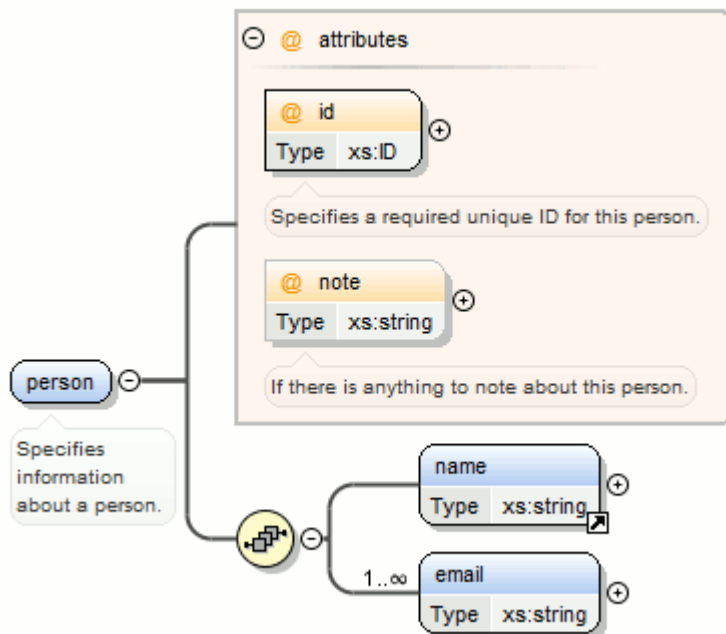 @ attributes
@ id
Type xs:ID
Specifies a required unique ID for this person.
@ note
Type xs:string
If there is anything to note about this person.
person
Specifies
information
about a person.
name
Type xs:string
1..∞
email
Type xs:string